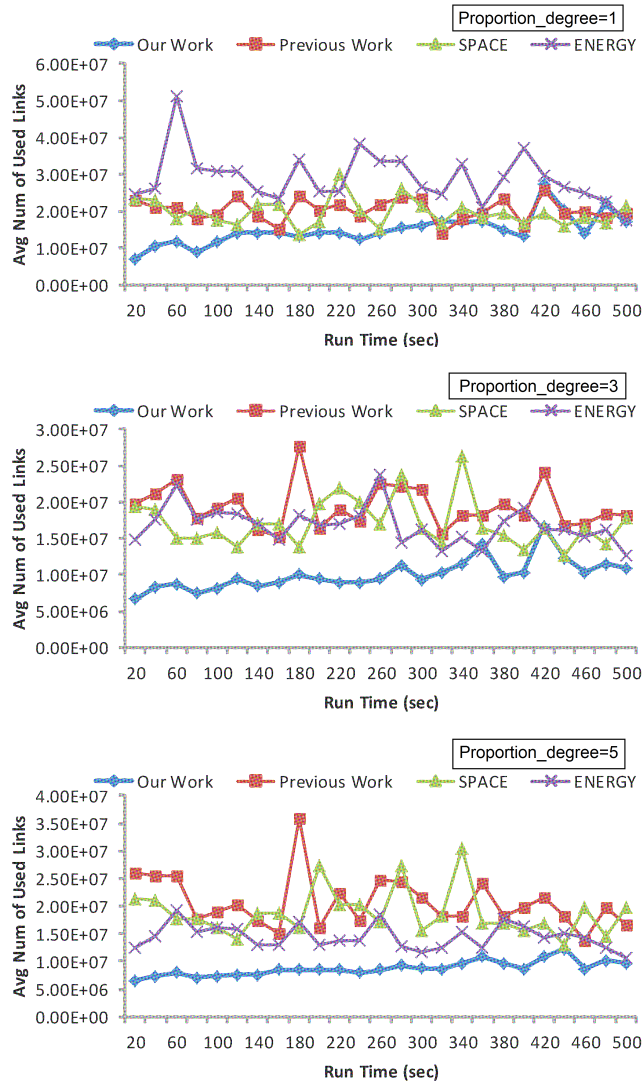 Proportion_degree=1
Our Work Previous Work SPACE ENERGY
Avg Num of Used Links
6.00E+07
5.00E+07
4.00E+07
3.00E+07
2.00E+07
1.00E+07
0.00E+00
20 60 100 140 180 220 260 300 340 380 420 460 500
Run Time (sec)
Proportion_degree=3
Our Work Previous Work SPACE ENERGY
Avg Num of Used Links
3.00E+07
2.50E+07
2.00E+07
1.50E+07
1.00E+07
5.00E+06
0.00E+00
20 60 100 140 180 220 260 300 340 380 420 460 500
Run Time (sec)
Proportion_degree=5
Our Work Previous Work SPACE ENERGY
Avg Num of Used Links
4.00E+07
3.50E+07
3.00E+07
2.50E+07
2.00E+07
1.50E+07
1.00E+07
5.00E+06
0.00E+00
20 60 100 140 180 220 260 300 340 380 420 460 500
Run Time (sec)